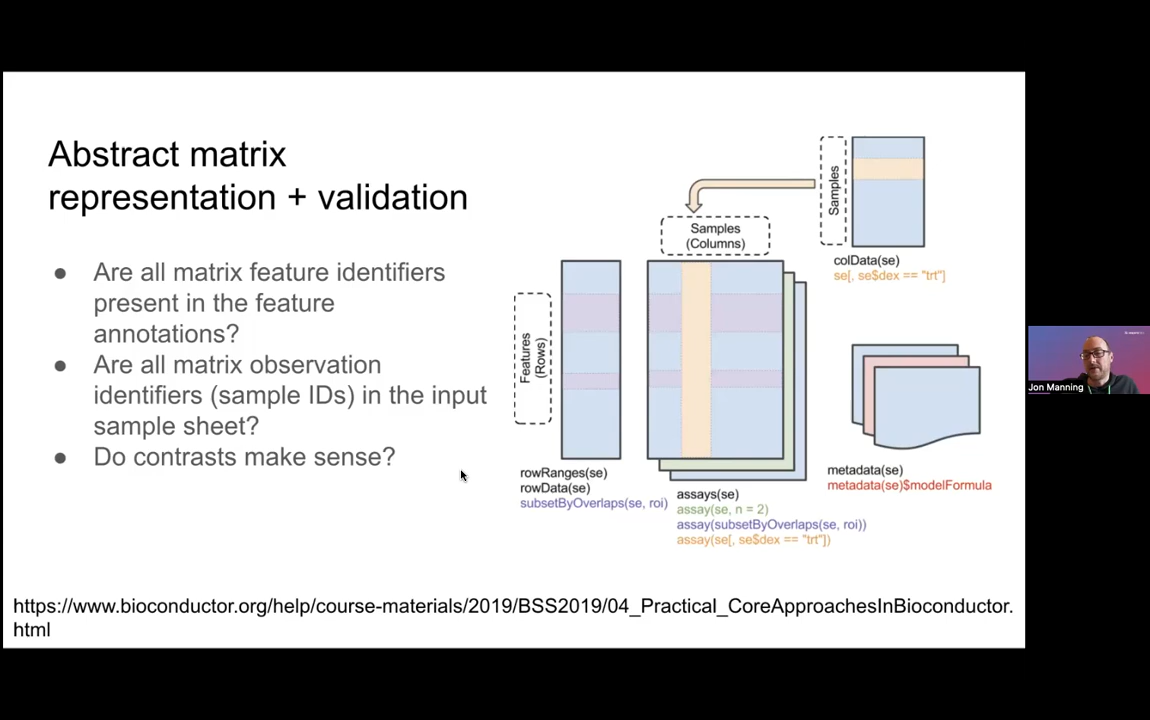 Abstract matrix
representation + validation
● Are all matrix feature identifiers
present in the feature
annotations?
● Are all matrix observation
identifiers (sample IDs) in the input
sample sheet?
● Do contrasts make sense?
Samples
colData(se)
se[, se$dex == "trt"]
Samples
(Columns)
Features
(Rows)
rowRanges(se)
rowData(se)
subsetByOverlaps(se, roi)
assays(se)
assay(se, n = 2)
assay(subsetByOverlaps(se, roi))
assay(se[, se$dex == "trt"])
metadata(se)
metadata(se)$modelFormula
https://www.bioconductor.org/help/course-materials/2019/BSS2019/04_Practical_CoreApproachesInBioconductor.
html
Jon Manning